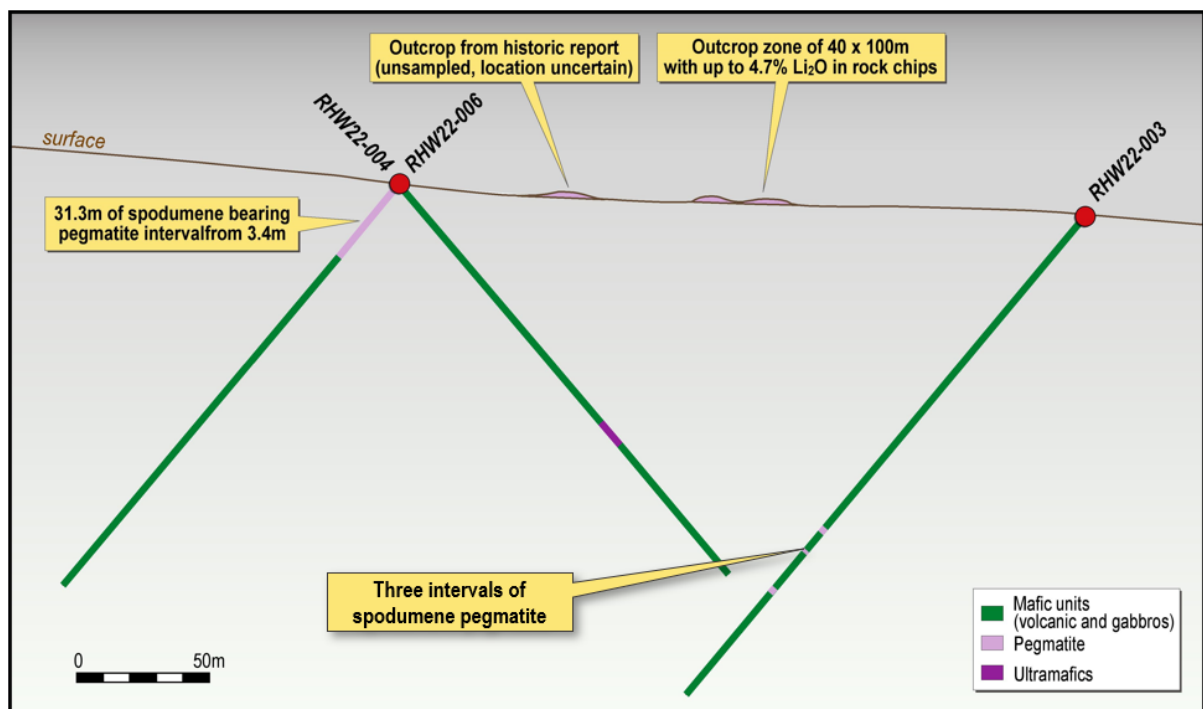 Outcrop from historic report
(unsampled, location uncertain)
Outcrop zone of 40 x 100m
with up to 4.7% Li₂O in rock chips
surface
RHW22-004
RHW22-006
RHW22-003
31.3m of spodumene bearing
pegmatite intervalfrom 3.4m
Three intervals of
spodumene pegmatite
0 50m
Mafic units
(volcanic and gabbros)
Pegmatite
Ultramafics